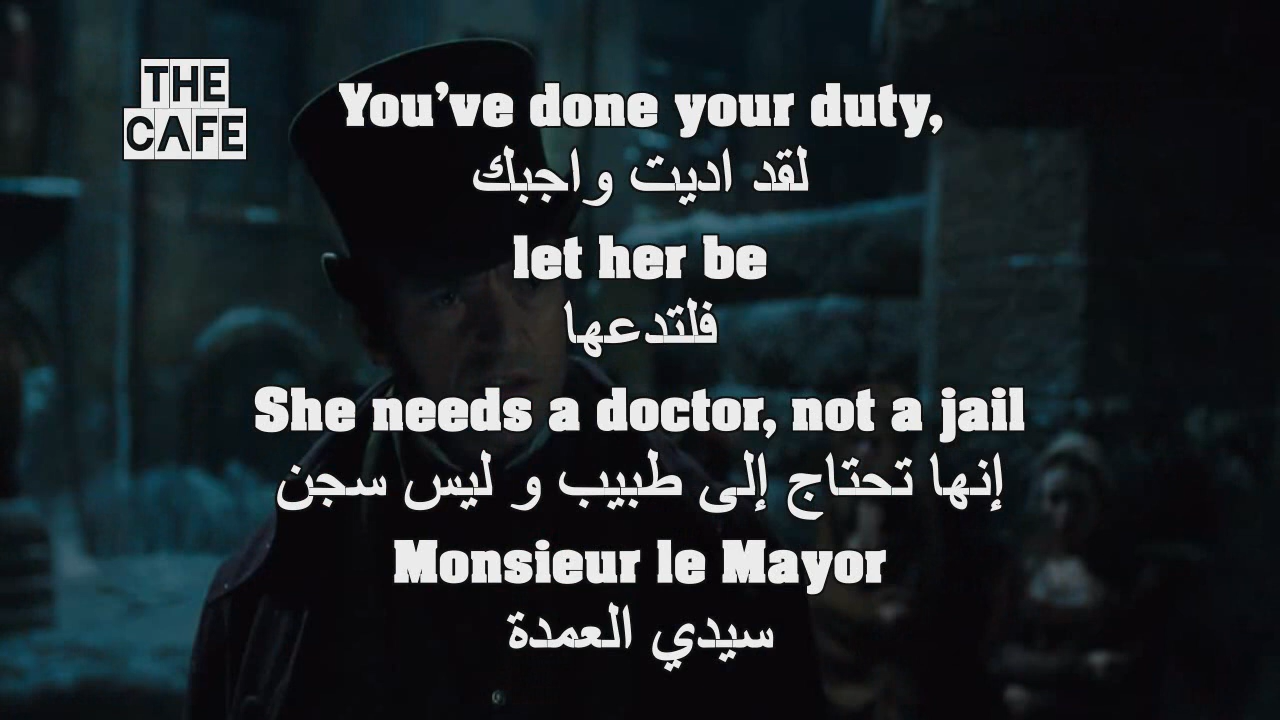 THE
CAFE
You've done your duty,
لقد اديت واجبك
let her be
فلتدعها
She needs a doctor, not a jail
إنها تحتاج إلى طبيب و ليس سجن
Monsieur le Mayor
سيدي العمدة